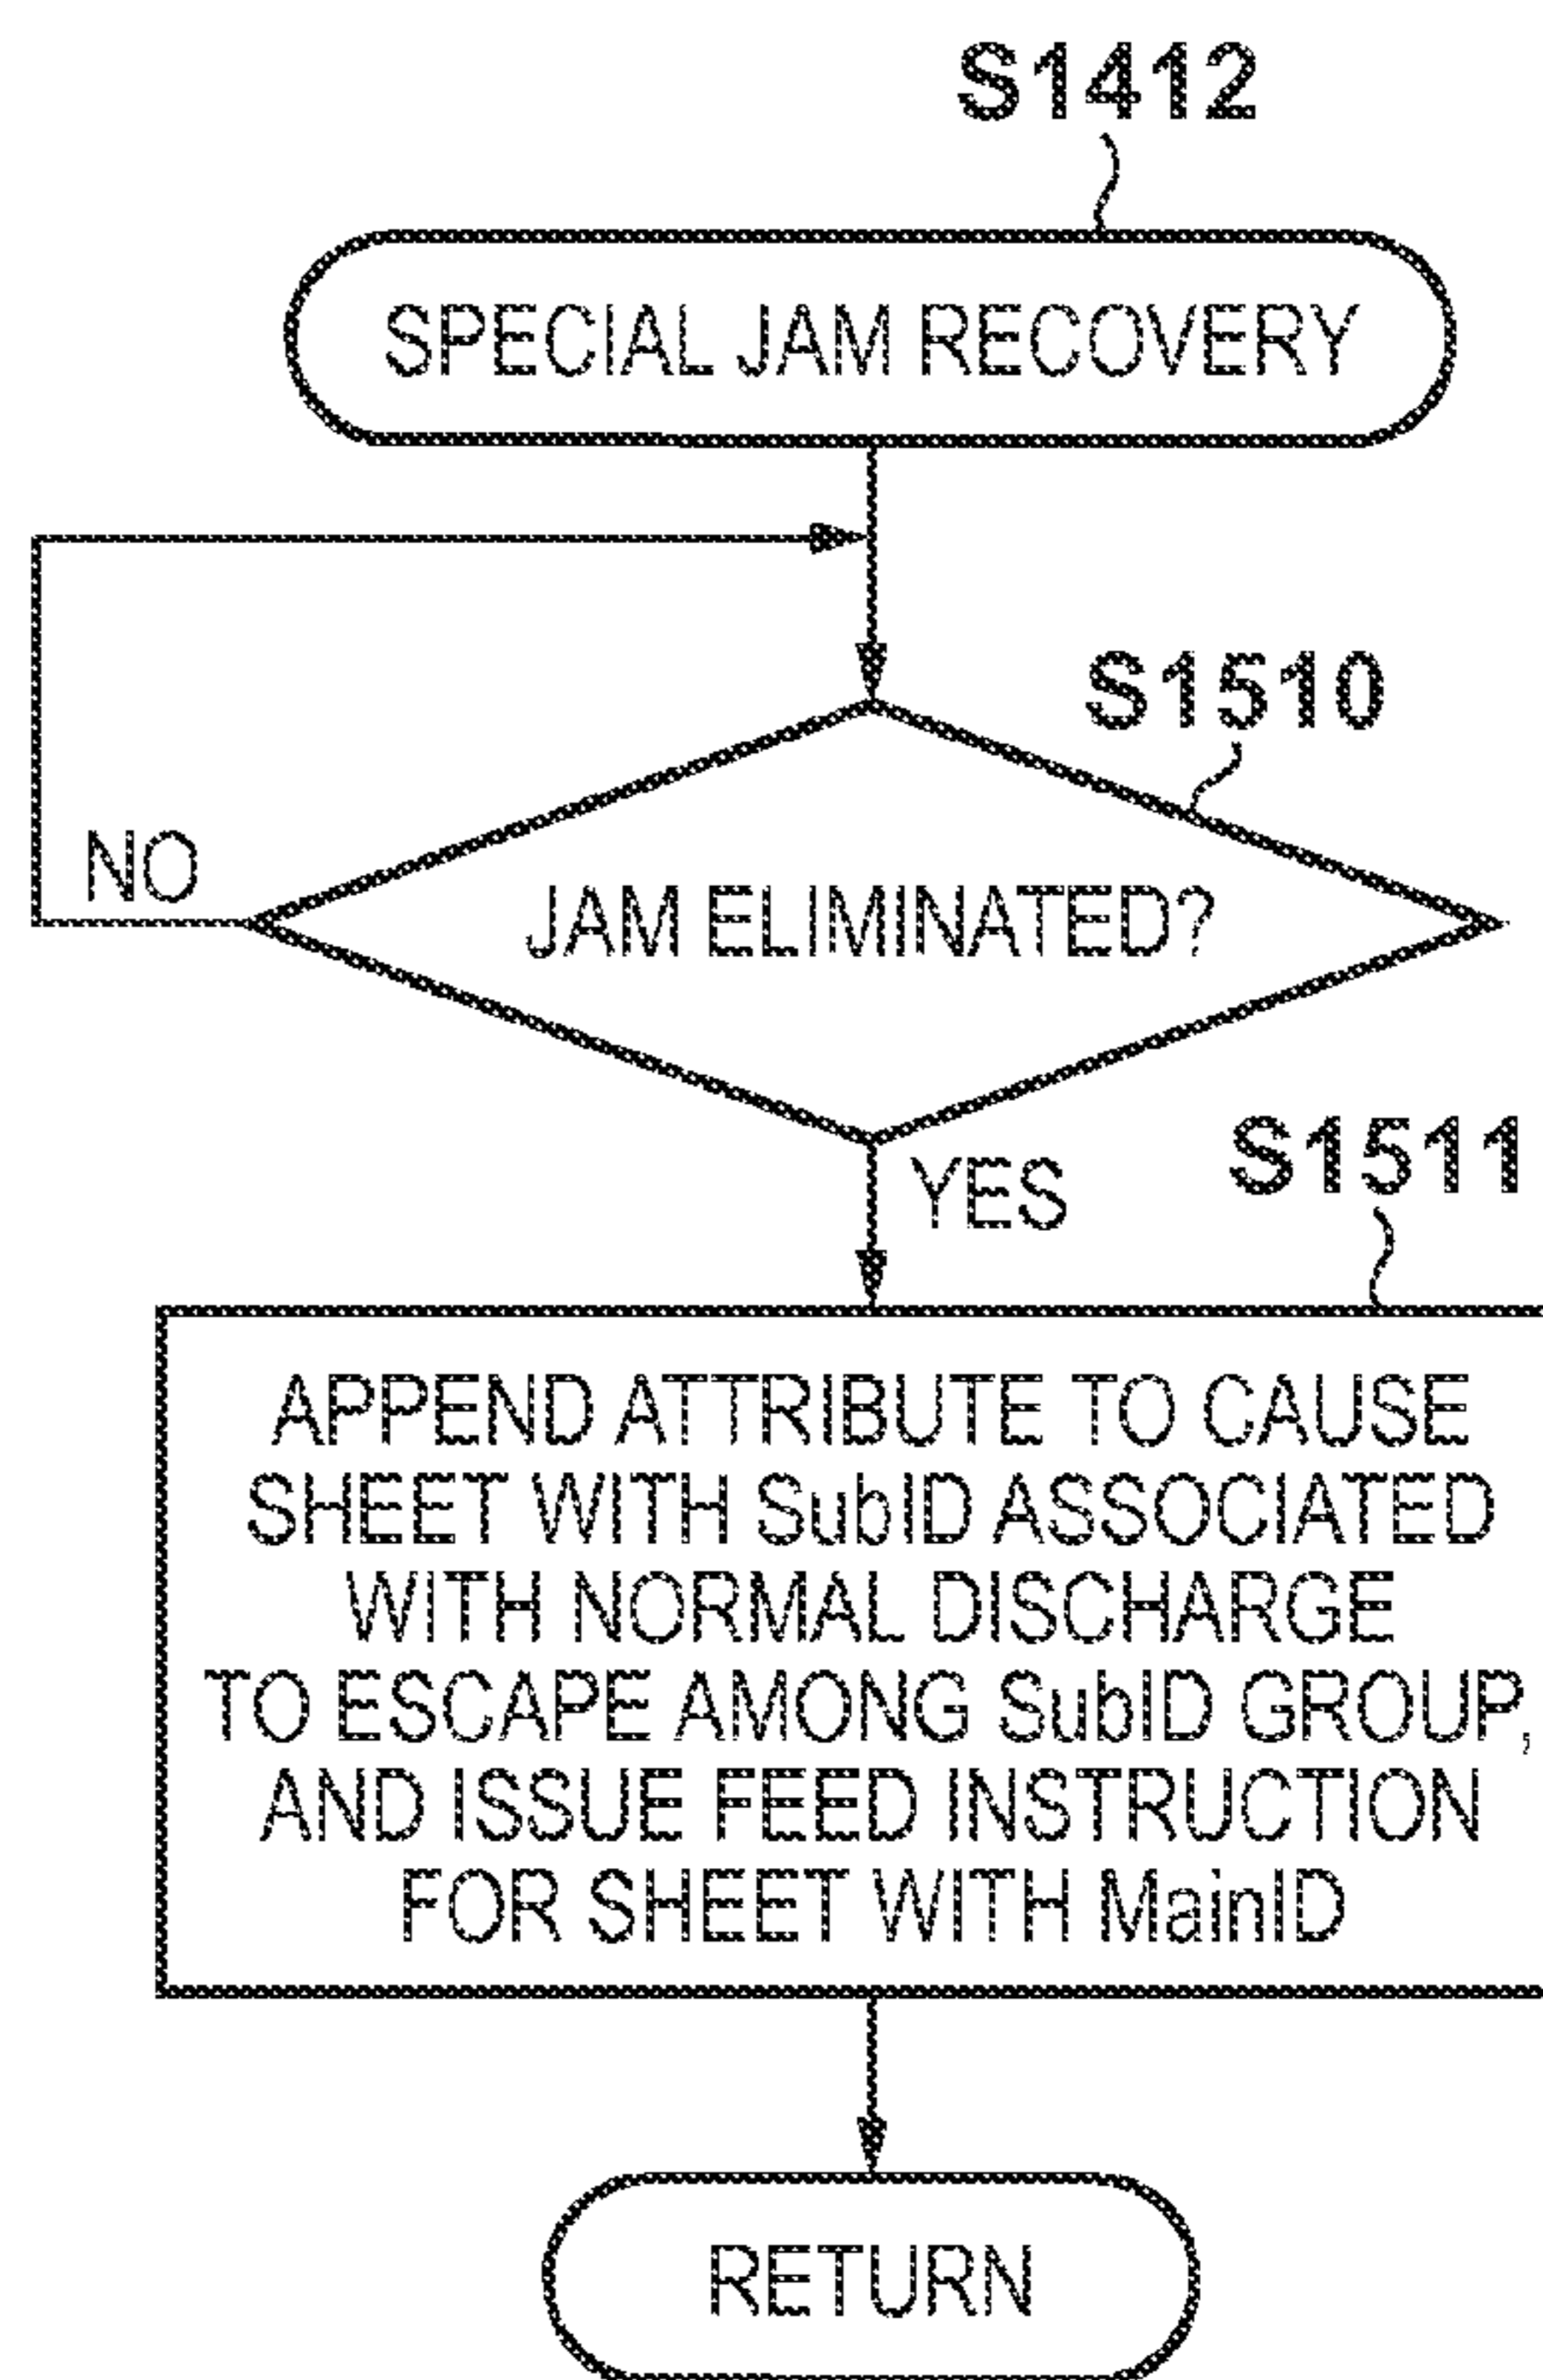 S1412
SPECIAL JAM RECOVERY
S1510
NO
JAM ELIMINATED?
YES
S1511
APPEND ATTRIBUTE TO CAUSE
SHEET WITH SubID ASSOCIATED
WITH NORMAL DISCHARGE
TO ESCAPE AMONG SubID GROUP,
AND ISSUE FEED INSTRUCTION
FOR SHEET WITH MainID
RETURN